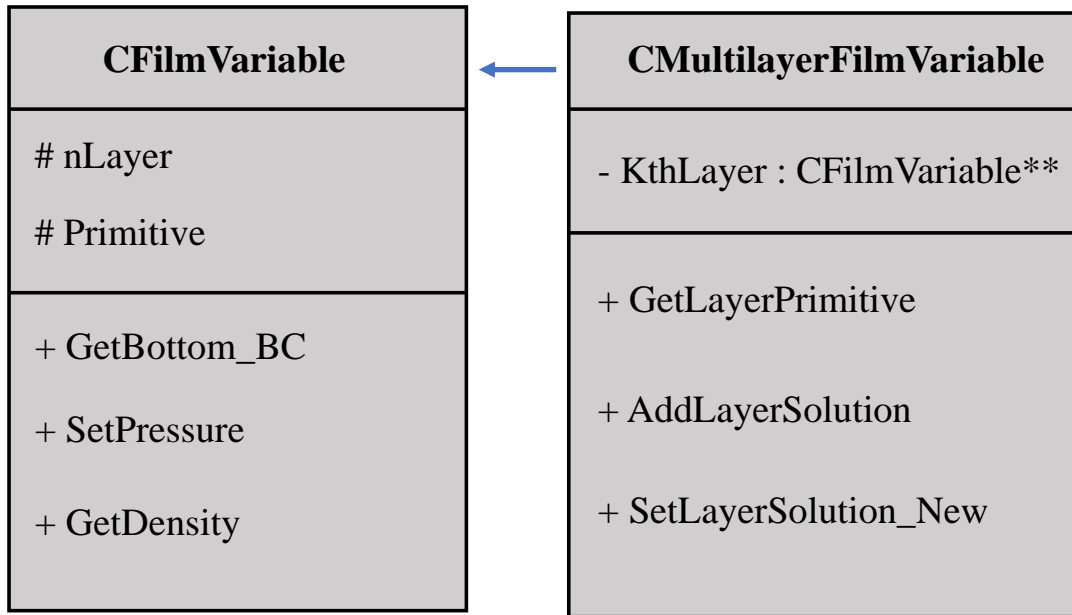 CFilmVariable
# nLayer
# Primitive
+ GetBottom_BC
+ SetPressure
+ GetDensity
CMultilayerFilmVariable
- KthLayer : CFilmVariable**
+ GetLayerPrimitive
+ AddLayerSolution
+ SetLayerSolution_New